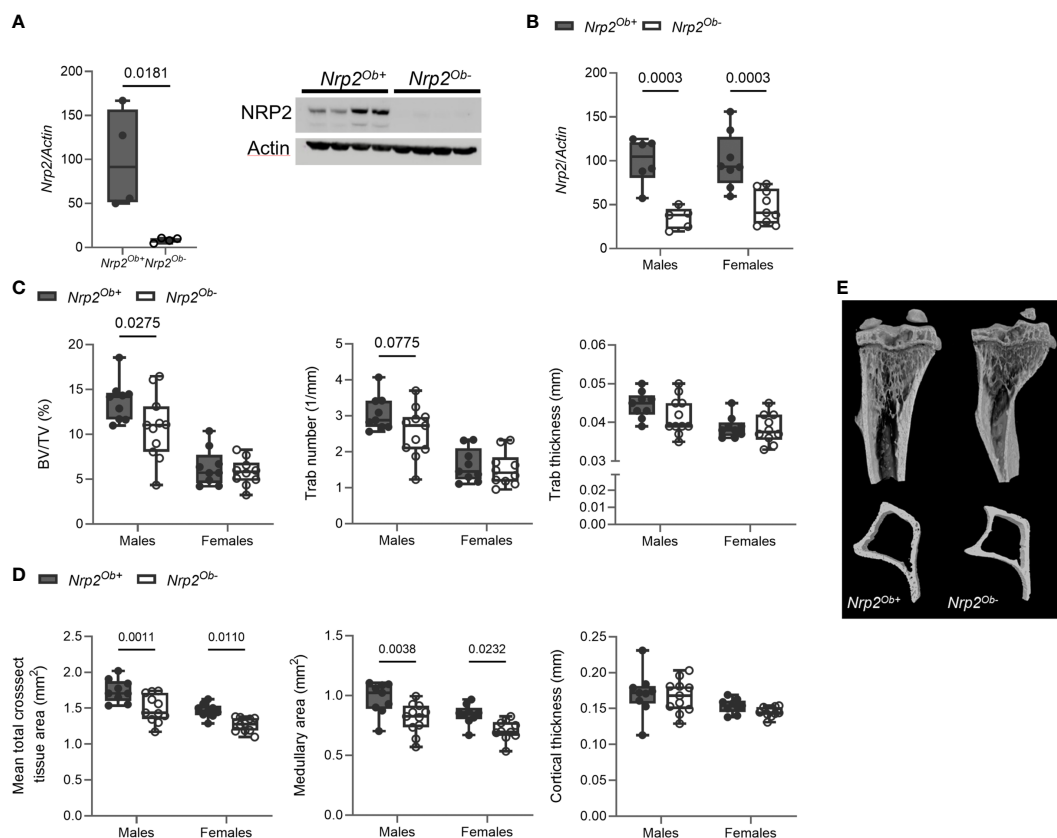 A
Nrp2/Actin
200
150
100
50
0
0.0181
Nrp2Ob+ Nrp2Ob-
Nrp2Ob+ Nrp2Ob-
NRP2
Actin
B
Nrp2Ob+ Nrp2Ob-
Nrp2/Actin
200
150
100
50
0
0.0003 0.0003
Males Females
C
Nrp2Ob+ Nrp2Ob-
BV/TV (%)
20
15
10
5
0
0.0275
Males Females
Trab number (1/mm)
5
4
3
2
1
0
0.0775
Males Females
Trab thickness (mm)
0.06
0.05
0.04
0.03
0.02
0.01
0.00
Males Females
D
Nrp2Ob+ Nrp2Ob-
Mean total crosssect
tissue area (mm2)
2.5
2.0
1.5
1.0
0.5
0.0
0.0011 0.0110
Males Females
Medullary area (mm2)
1.5
1.0
0.5
0.0
0.0038 0.0232
Males Females
Cortical thickness (mm)
0.25
0.20
0.15
0.10
0.05
0.00
Males Females
E
Nrp2Ob+ Nrp2Ob-